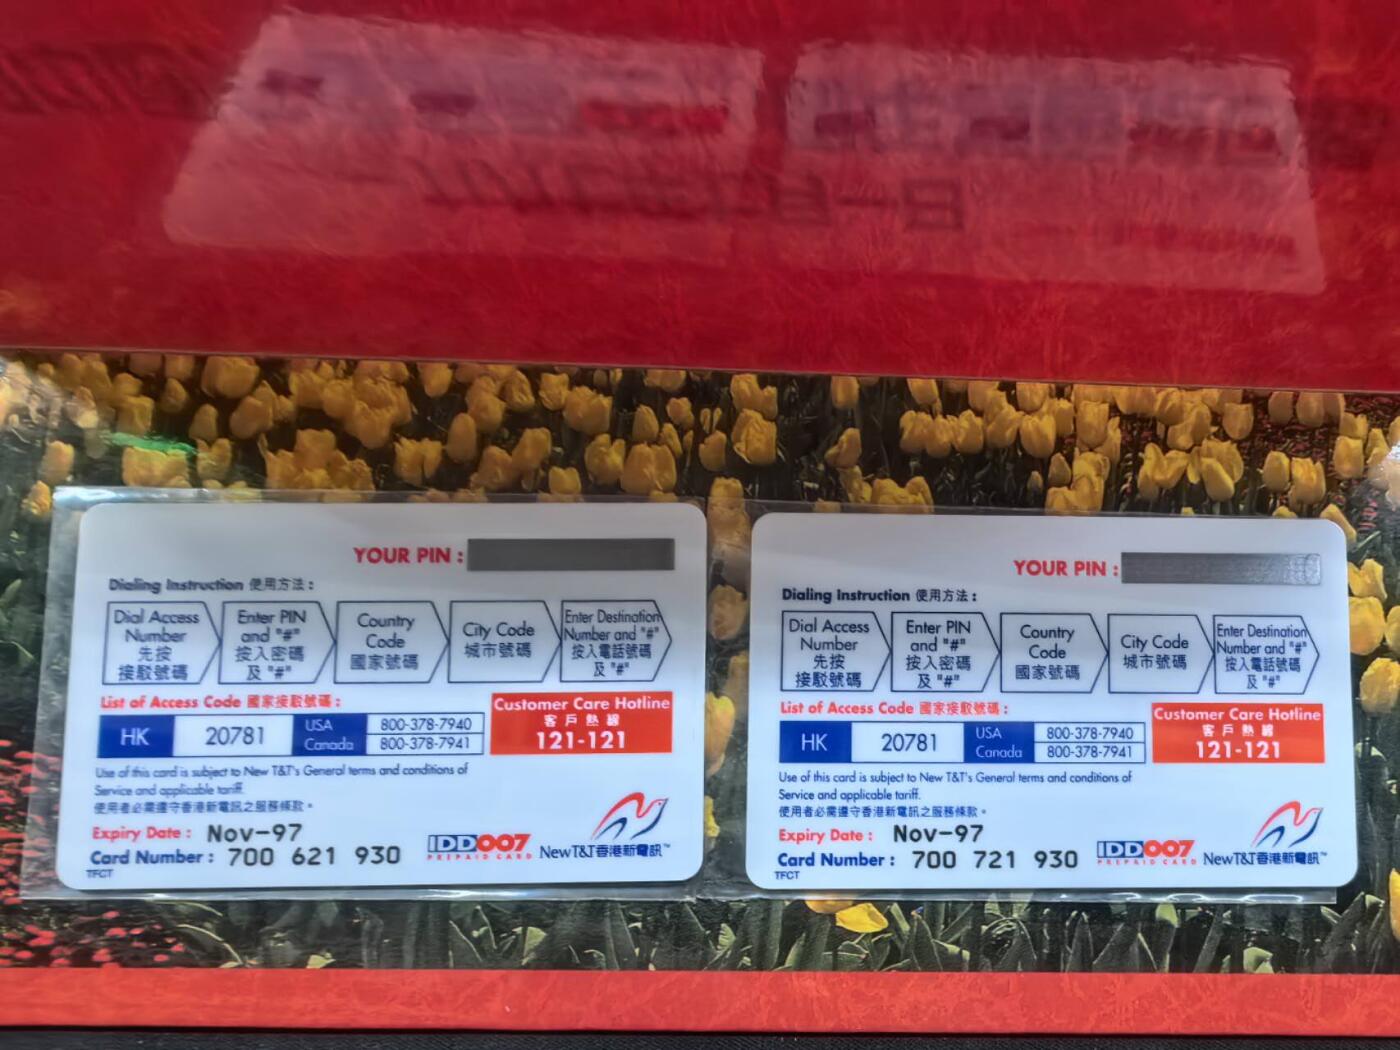 YOUR PIN :
Dialing Instruction 使用方法 :
Dial Access Number 先按 接駁號碼
Enter PIN and "#" 按入密碼 及 "#"
Country Code 國家號碼
City Code 城市號碼
Enter Destination Number and "#" 按入電話號碼 及 "#"
List of Access Code 國家接駁號碼 :
HK 20781
USA 800-378-7940
Canada 800-378-7941
Customer Care Hotline
客戶熱線
121-121
Use of this card is subject to New T&T's General terms and conditions of
Service and applicable tariff.
使用者必需遵守香港新電訊之服務條款。
Expiry Date : Nov-97
Card Number : 700 621 930
TFCT
IDD007
PREPAID CARD
NewT&T香港新電訊™
YOUR PIN :
Dialing Instruction 使用方法 :
Dial Access Number 先按 接駁號碼
Enter PIN and "#" 按入密碼 及 "#"
Country Code 國家號碼
City Code 城市號碼
Enter Destination Number and "#" 按入電話號碼 及 "#"
List of Access Code 國家接駁號碼 :
HK 20781
USA 800-378-7940
Canada 800-378-7941
Customer Care Hotline
客戶熱線
121-121
Use of this card is subject to New T&T's General terms and conditions of
Service and applicable tariff.
使用者必需遵守香港新電訊之服務條款。
Expiry Date : Nov-97
Card Number : 700 721 930
TFCT
IDD007
PREPAID CARD
NewT&T香港新電訊™